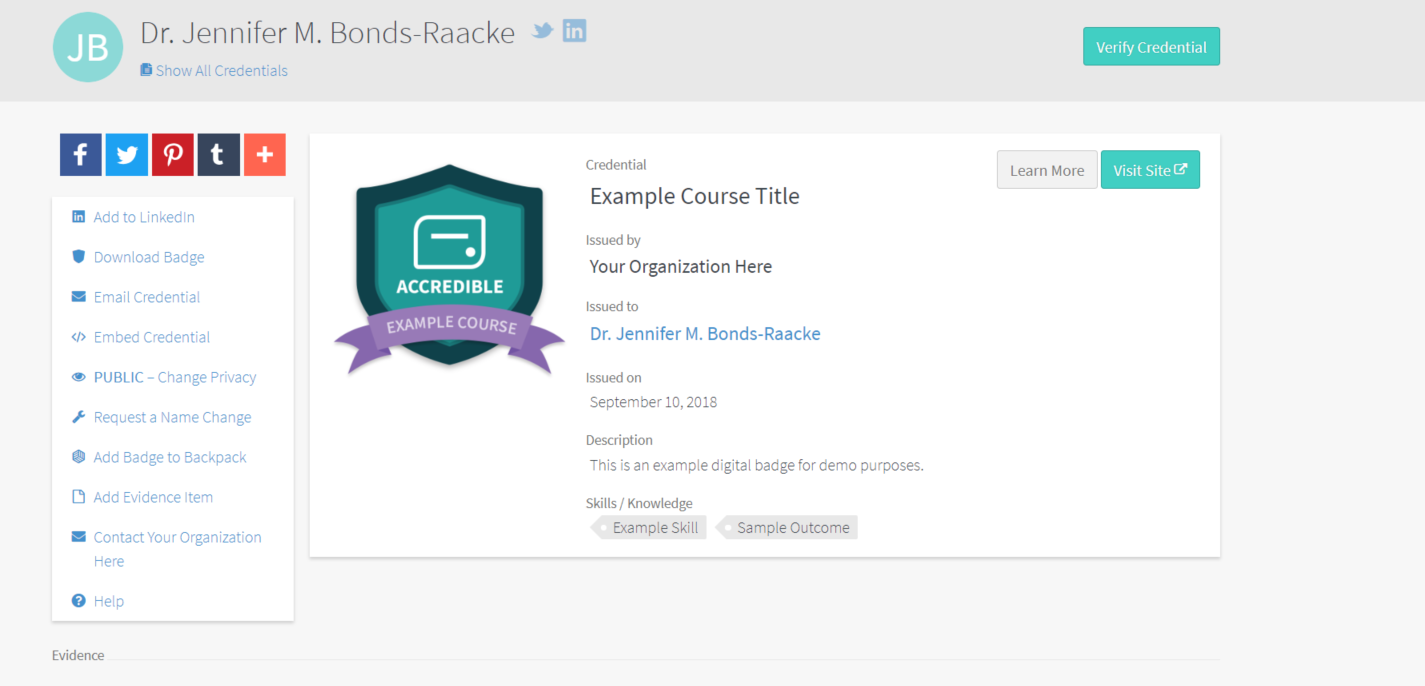 JB
Dr. Jennifer M. Bonds-Raacke
Show All Credentials
Verify Credential
Add to LinkedIn
Download Badge
Email Credential
Embed Credential
PUBLIC – Change Privacy
Request a Name Change
Add Badge to Backpack
Add Evidence Item
Contact Your Organization
Here
Help
ACCREDIBLE
EXAMPLE COURSE
Credential
Example Course Title
Learn More
Visit Site
Issued by
Your Organization Here
Issued to
Dr. Jennifer M. Bonds-Raacke
Issued on
September 10, 2018
Description
This is an example digital badge for demo purposes.
Skills / Knowledge
Example Skill
Sample Outcome
Evidence